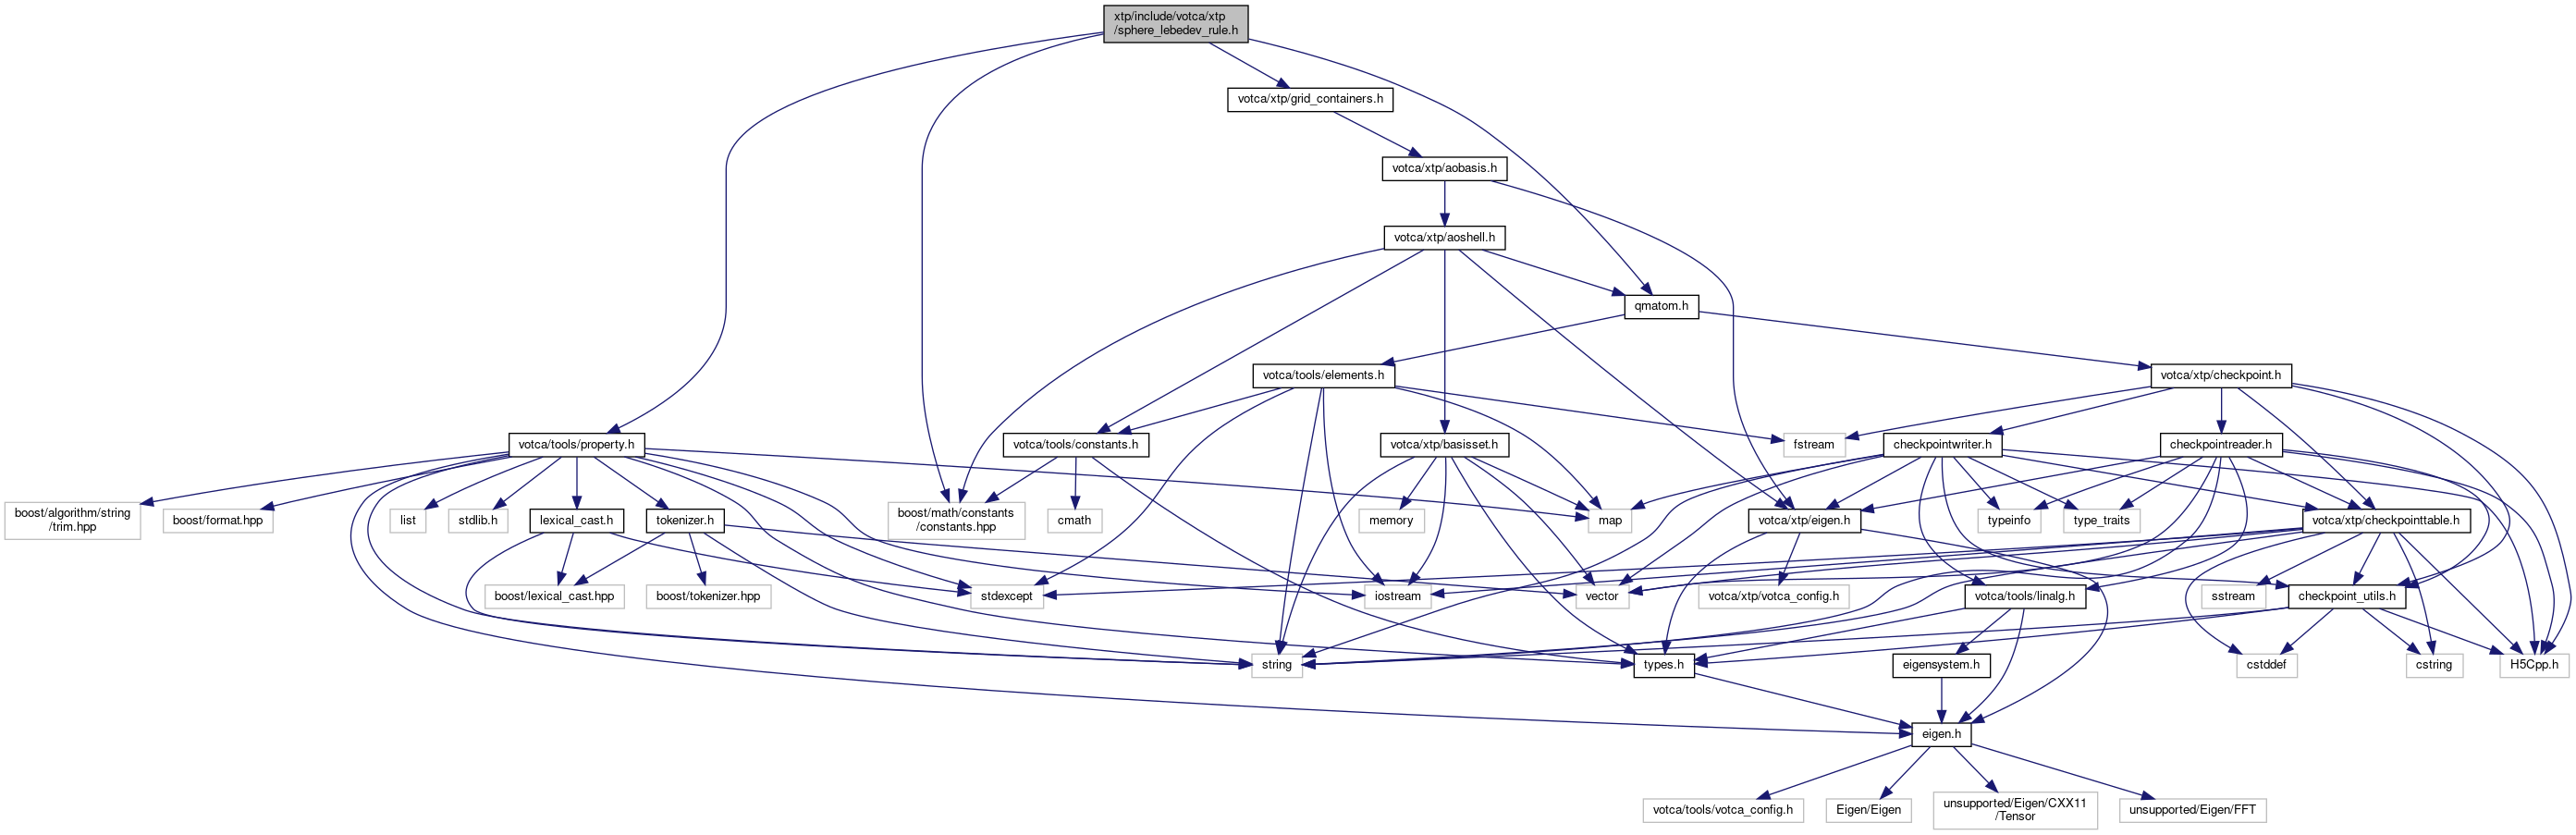 xtp/include/votca/xtp
/sphere_lebedev_rule.h
votca/xtp/grid_containers.h
votca/xtp/aobasis.h
votca/xtp/aoshell.h
qmatom.h
votca/tools/elements.h
votca/xtp/checkpoint.h
votca/tools/property.h
votca/tools/constants.h
votca/xtp/basisset.h
fstream
checkpointwriter.h
checkpointreader.h
boost/algorithm/string
/trim.hpp
boost/format.hpp
list
stdlib.h
lexical_cast.h
tokenizer.h
boost/math/constants
/constants.hpp
cmath
memory
map
votca/xtp/eigen.h
typeinfo
type_traits
votca/xtp/checkpointtable.h
boost/lexical_cast.hpp
boost/tokenizer.hpp
stdexcept
iostream
vector
votca/xtp/votca_config.h
votca/tools/linalg.h
sstream
checkpoint_utils.h
string
types.h
eigensystem.h
cstddef
cstring
H5Cpp.h
eigen.h
votca/tools/votca_config.h
Eigen/Eigen
unsupported/Eigen/CXX11
/Tensor
unsupported/Eigen/FFT